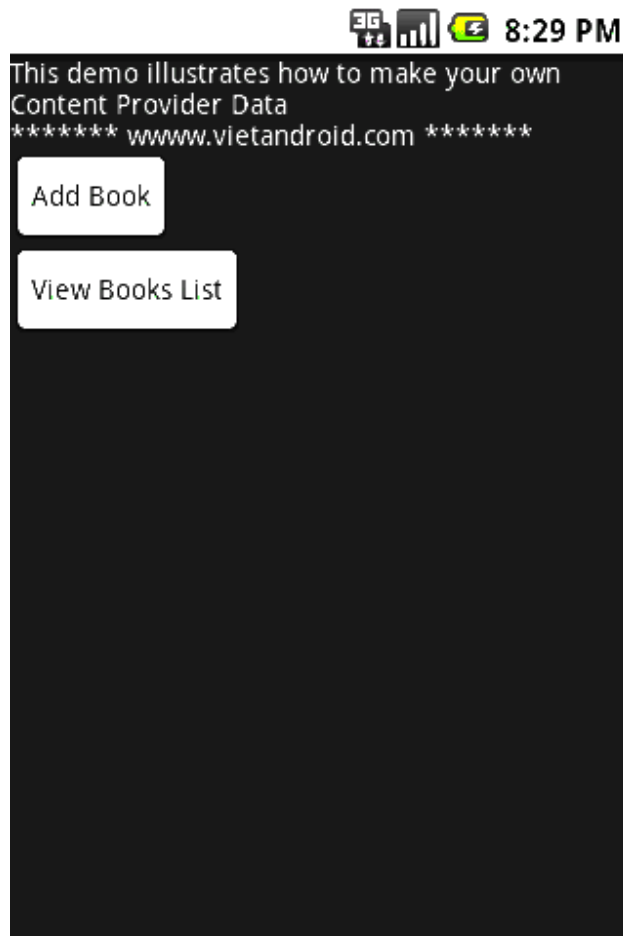 3G 8:29 PM
This demo illustrates how to make your own
Content Provider Data
******* wwww.vietandroid.com *******
Add Book
View Books List